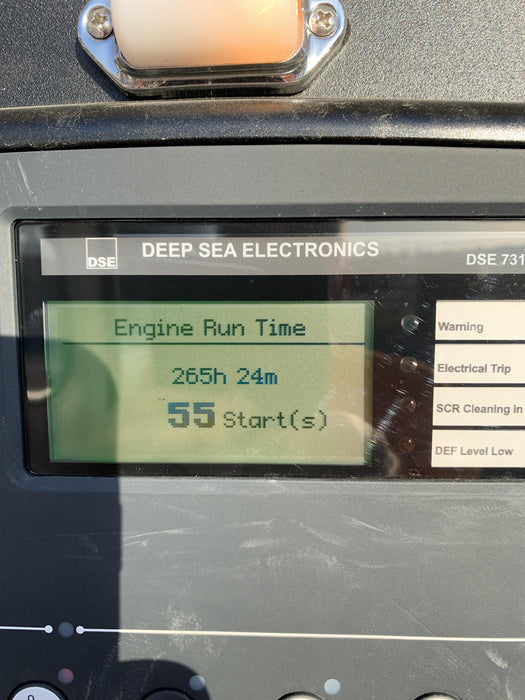 DSE
DEEP SEA ELECTRONICS
DSE 731
Engine Run Time
265h 24m
55 Start(s)
Warning
Electrical Trip
SCR Cleaning in
DEF Level Low